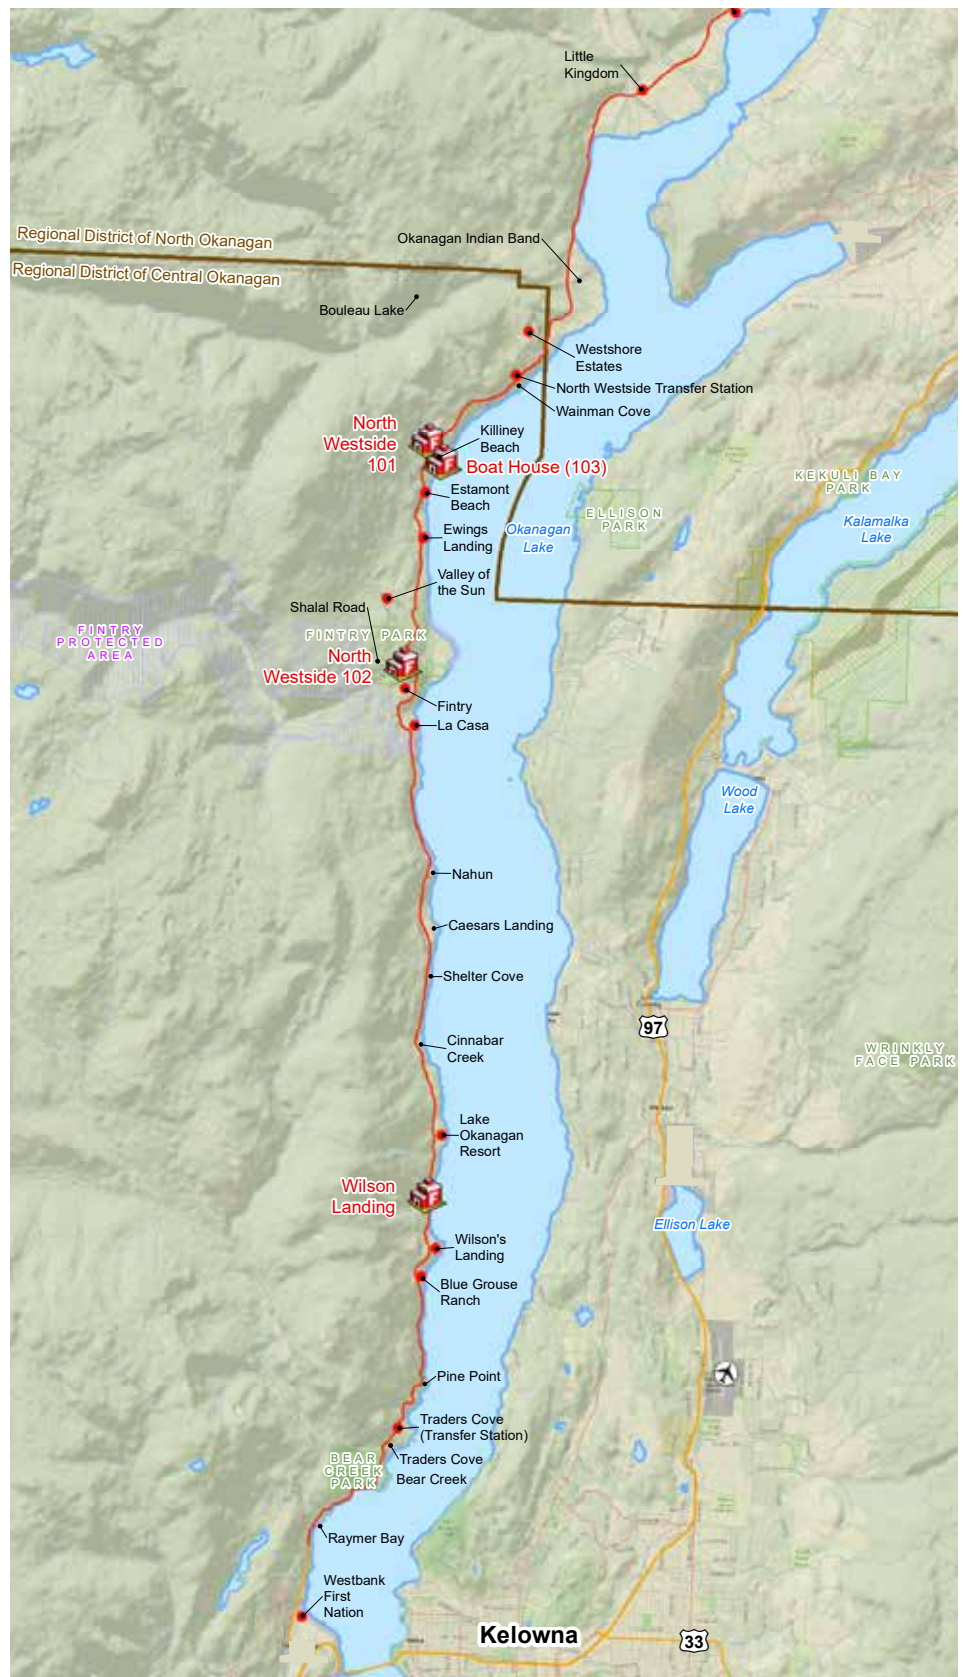 Little
Kingdom
Regional District of North Okanagan
Okanagan Indian Band
Regional District of Central Okanagan
Bouleau Lake
Westshore
Estates
North Westside Transfer Station
Wainman Cove
North
Westside
101
Killiney
Beach
Boat House (103)
KEKULI BAY
PARK
Estamont
Beach
ELLISON
PARK
Okanagan
Lake
Kalamalka
Lake
Ewings
Landing
Valley of
the Sun
Shalal Road
FINTRY
PROTECTED
AREA
FINTRY PARK
North
Westside 102
Fintry
La Casa
Wood
Lake
Nahun
Caesars Landing
Shelter Cove
97
Cinnabar
Creek
WRINKLY
FACE PARK
Lake
Okanagan
Resort
Wilson
Landing
Ellison Lake
Wilson's
Landing
Blue Grouse
Ranch
Pine Point
Traders Cove
(Transfer Station)
BEAR
CREEK
PARK
Traders Cove
Bear Creek
Raymer Bay
Westbank
First
Nation
Kelowna
33